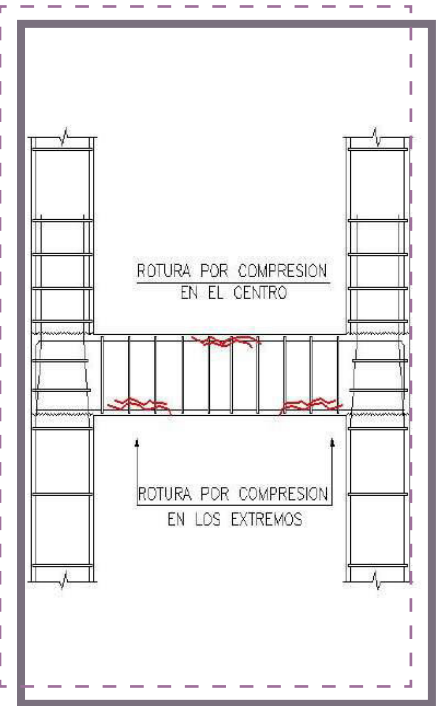 ROTURA POR COMPRESION
EN EL CENTRO
ROTURA POR COMPRESION
EN LOS EXTREMOS